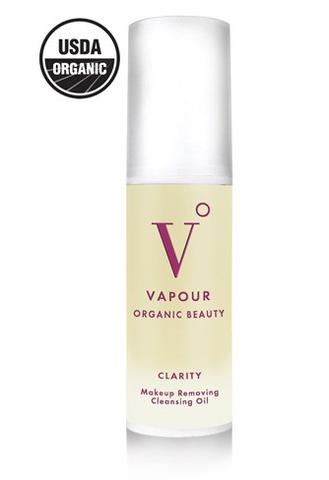 USDA
ORGANIC
V°
VAPOUR
ORGANIC BEAUTY
CLARITY
Makeup Removing
Cleansing Oil